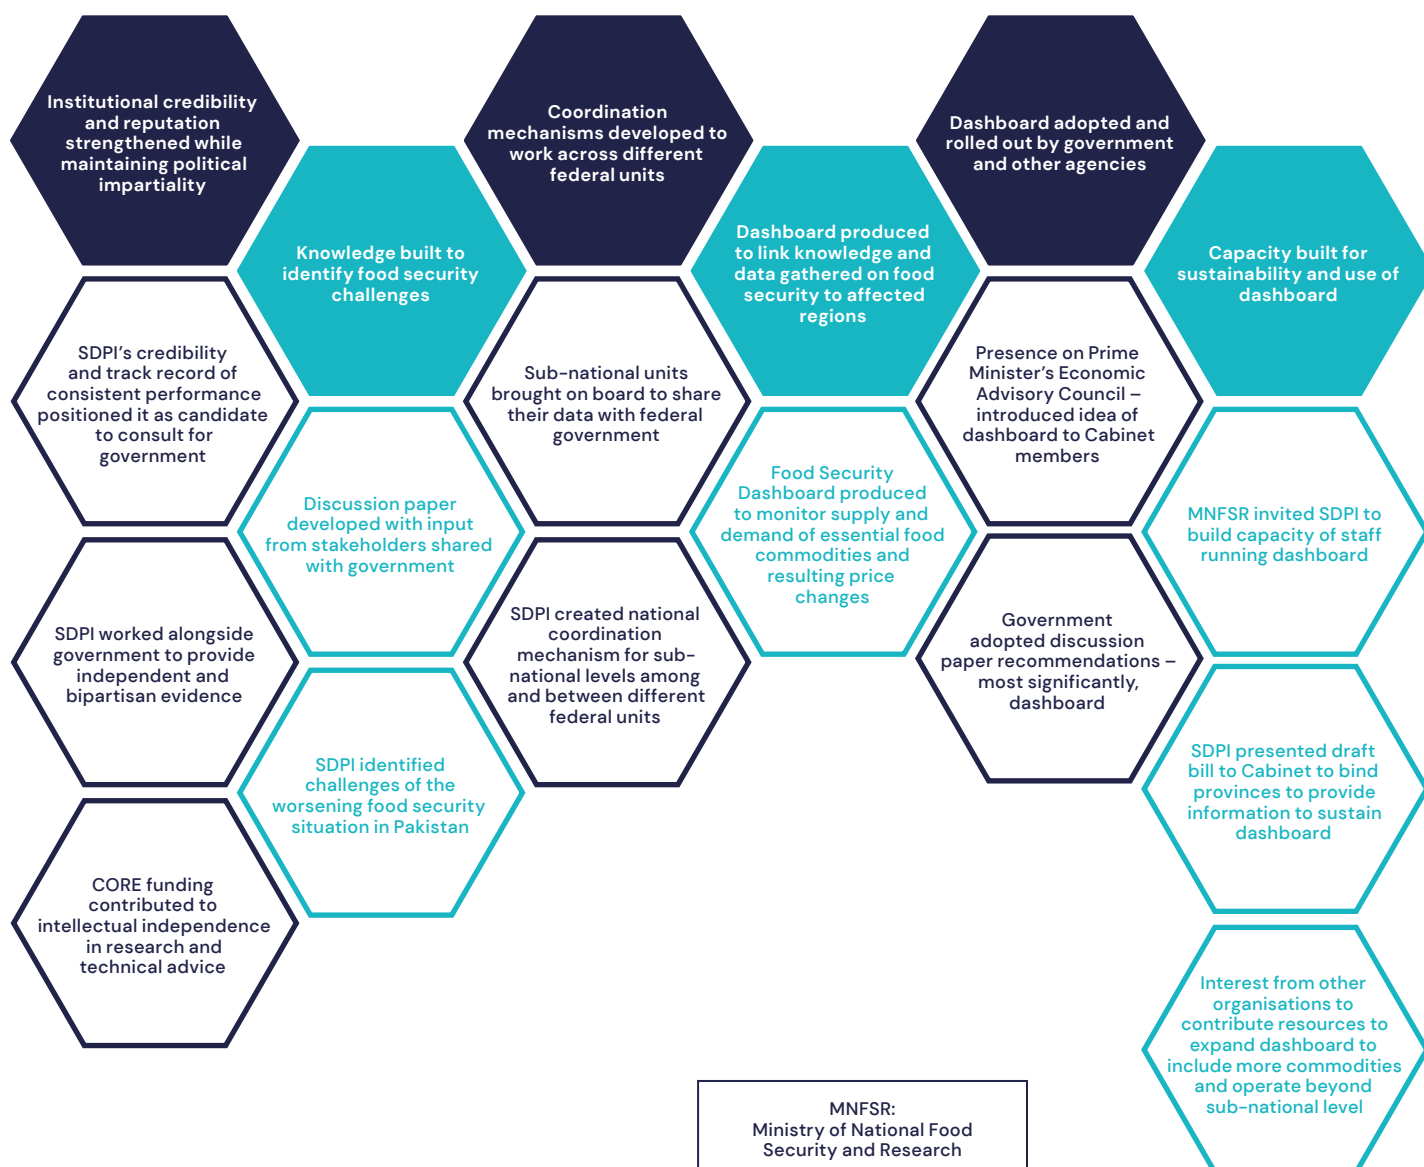 Institutional credibility
and reputation
strengthened while
maintaining political
impartiality
SDPI’s credibility
and track record of
consistent performance
positioned it as candidate
to consult for
government
SDPI worked alongside
government to provide
independent and
bipartisan evidence
CORE funding
contributed to
intellectual independence
in research and
technical advice
Knowledge built to
identify food security
challenges
Discussion paper
developed with input
from stakeholders shared
with government
SDPI identified
challenges of the
worsening food security
situation in Pakistan
Coordination
mechanisms developed to
work across different
federal units
Sub-national units
brought on board to share
their data with federal
government
SDPI created national
coordination
mechanism for sub-
national levels among
and between different
federal units
Dashboard produced
to link knowledge and
data gathered on food
security to affected
regions
Food Security
Dashboard produced
to monitor supply and
demand of essential food
commodities and
resulting price
changes
Dashboard adopted and
rolled out by government
and other agencies
Presence on Prime
Minister’s Economic
Advisory Council –
introduced idea of
dashboard to Cabinet
members
Government
adopted discussion
paper recommendations –
most significantly,
dashboard
Capacity built for
sustainability and use of
dashboard
MNFSR invited SDPI to
build capacity of staff
running dashboard
SDPI presented draft
bill to Cabinet to bind
provinces to provide
information to sustain
dashboard
Interest from other
organisations to
contribute resources to
expand dashboard to
include more commodities
and operate beyond
sub-national level
MNFSR:
Ministry of National Food
Security and Research